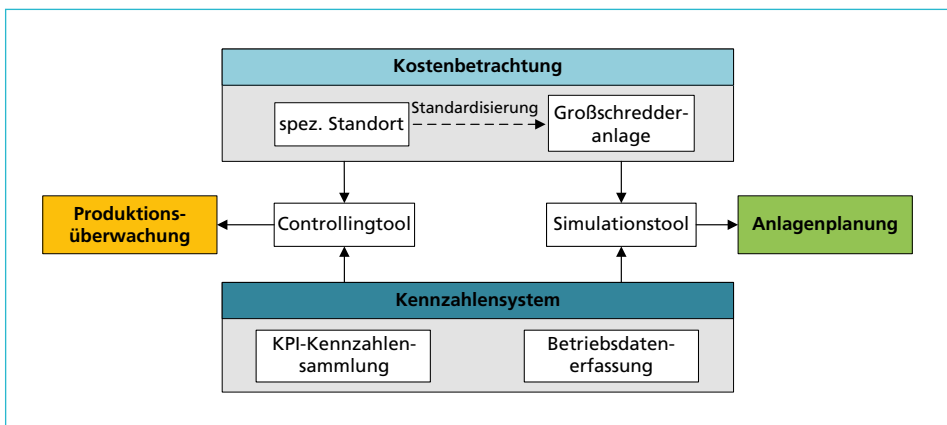 Kostenbetrachtung
spez. Standort
Standardisierung
Großschredder-
anlage
Produktions-
überwachung
Controllingtool
Simulationstool
Anlagenplanung
Kennzahlensystem
KPI-Kennzahlen-
sammlung
Betriebsdaten-
erfassung